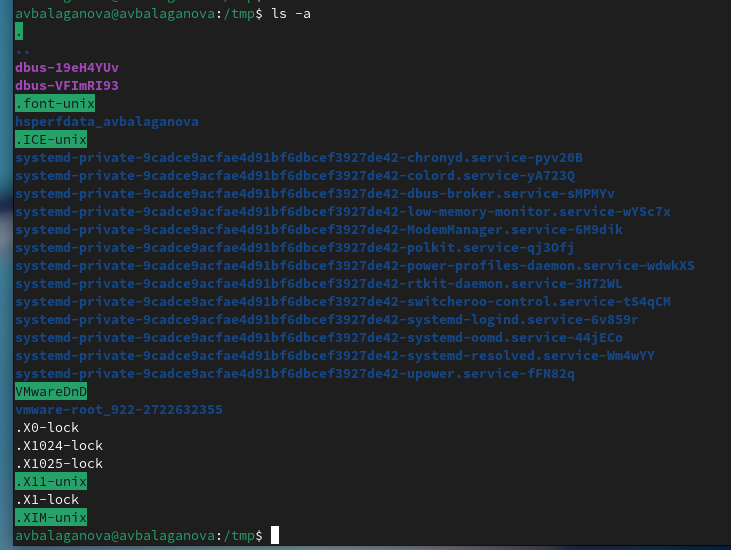 avbalaganova@avbalaganova:/tmp$ ls -a
.
..
dbus-19eH4YUv
dbus-VFImRI93
.font-unix
hsperfdata_avbalaganova
.ICE-unix
systemd-private-9cadce9acfae4d91bf6dbcef3927de42-chronyd.service-pyv20B
systemd-private-9cadce9acfae4d91bf6dbcef3927de42-colord.service-yA723Q
systemd-private-9cadce9acfae4d91bf6dbcef3927de42-dbus-broker.service-sMPMYv
systemd-private-9cadce9acfae4d91bf6dbcef3927de42-low-memory-monitor.service-wYSc7x
systemd-private-9cadce9acfae4d91bf6dbcef3927de42-ModemManager.service-6M9dik
systemd-private-9cadce9acfae4d91bf6dbcef3927de42-polkit.service-qj3Ofj
systemd-private-9cadce9acfae4d91bf6dbcef3927de42-power-profiles-daemon.service-wdwkXS
systemd-private-9cadce9acfae4d91bf6dbcef3927de42-rtkit-daemon.service-3H72WL
systemd-private-9cadce9acfae4d91bf6dbcef3927de42-switcheroo-control.service-tS4qCM
systemd-private-9cadce9acfae4d91bf6dbcef3927de42-systemd-logind.service-6v859r
systemd-private-9cadce9acfae4d91bf6dbcef3927de42-systemd-oomd.service-44jECo
systemd-private-9cadce9acfae4d91bf6dbcef3927de42-systemd-resolved.service-Wm4wYY
systemd-private-9cadce9acfae4d91bf6dbcef3927de42-upower.service-fFN82q
VMwareDnD
vmware-root_922-2722632355
.X0-lock
.X1024-lock
.X1025-lock
.X11-unix
.X1-lock
.XIM-unix
avbalaganova@avbalaganova:/tmp$